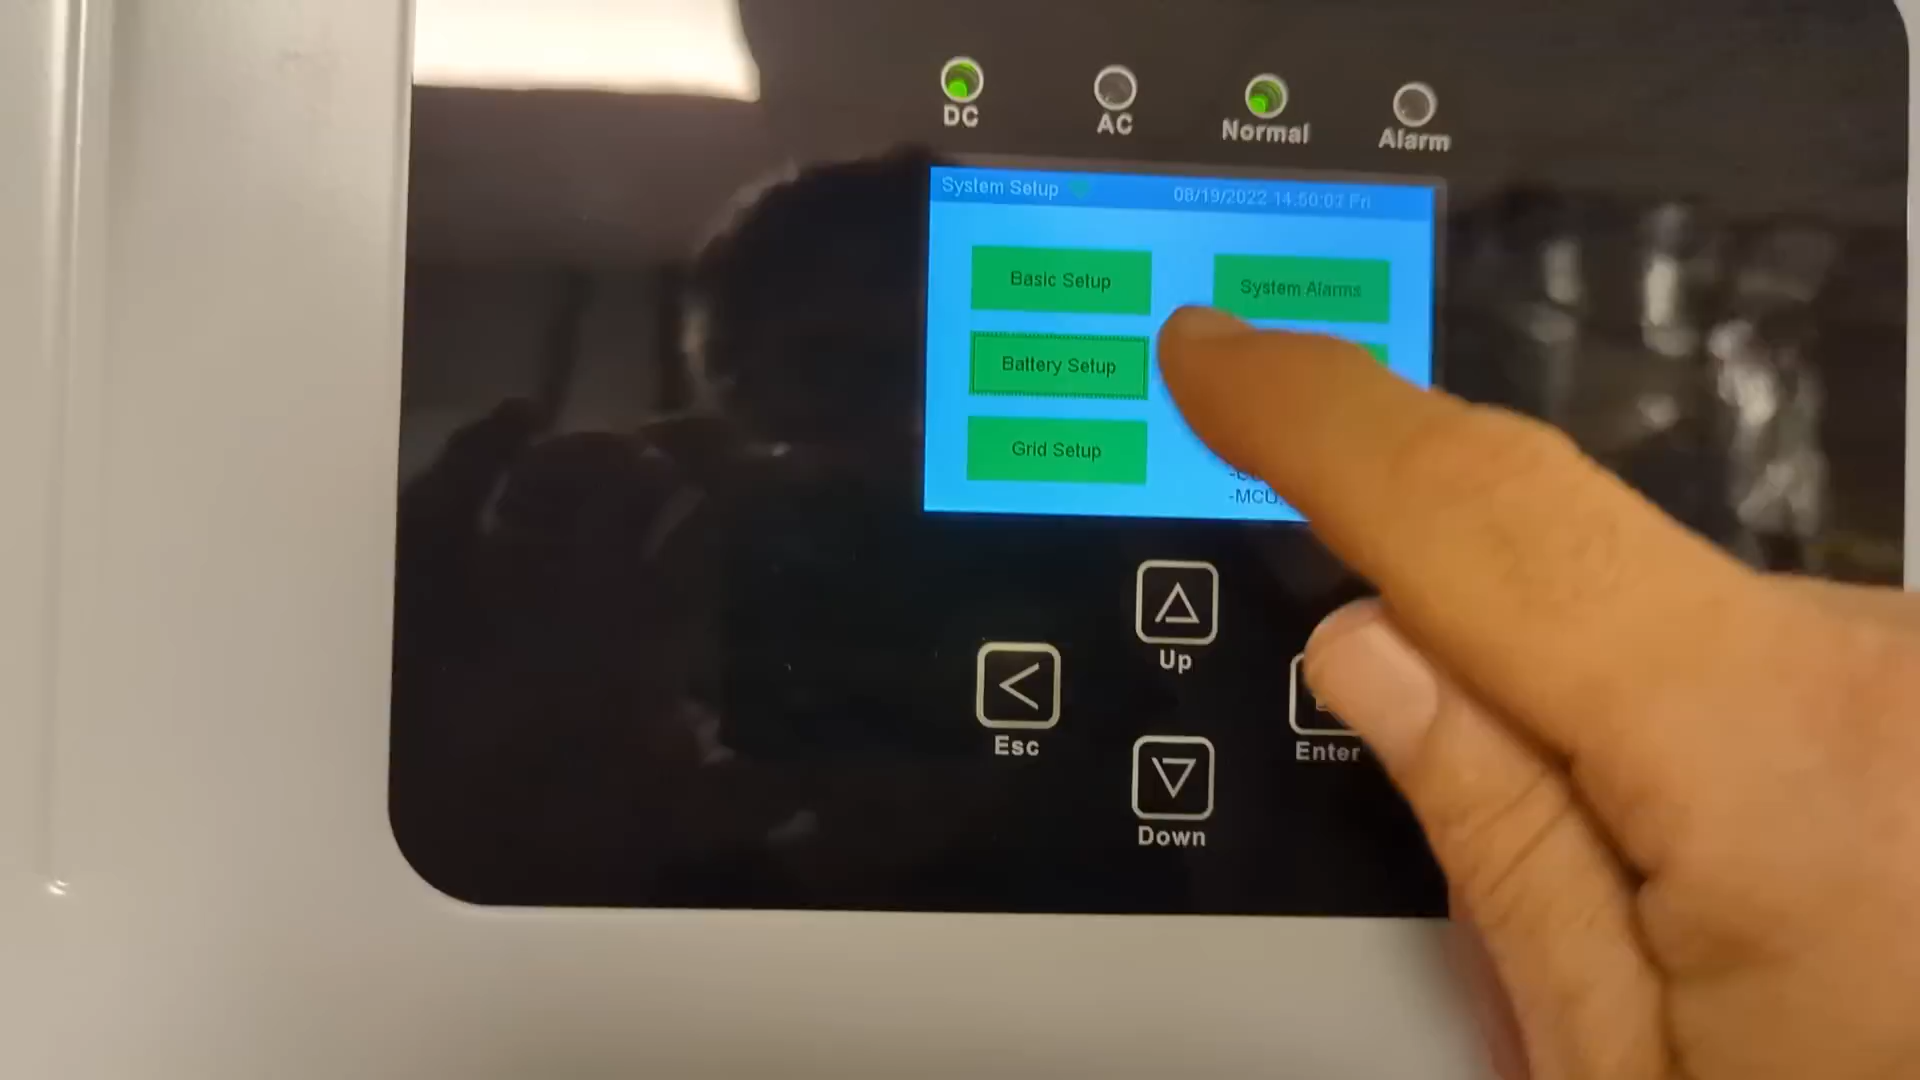 DC
AC
Normal
Alarm
System Setup
08/19/2022 14:50:07 Fri
Basic Setup
System Alarms
Battery Setup
Grid Setup
-MCU
Up
Esc
Enter
Down